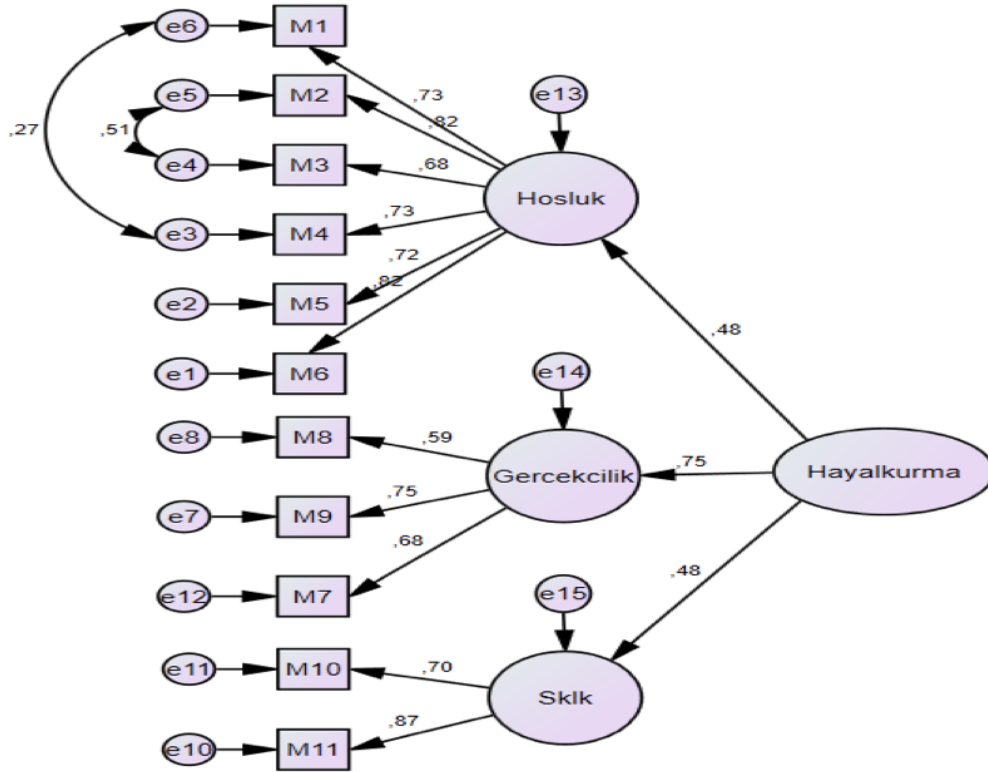 e6 M1
e5 M2 e13
,73
,82
,27 ,51
e4 M3 ,68
Hosluk
e3 M4 ,73
,72
,82
e2 M5
,48
e1 M6 e14
e8 M8 ,59
Gercekcilik ,75 Hayalkurma
,75
e7 M9
,68
,48
e12 M7 e15
e11 M10 ,70
Sklk
,87
e10 M11